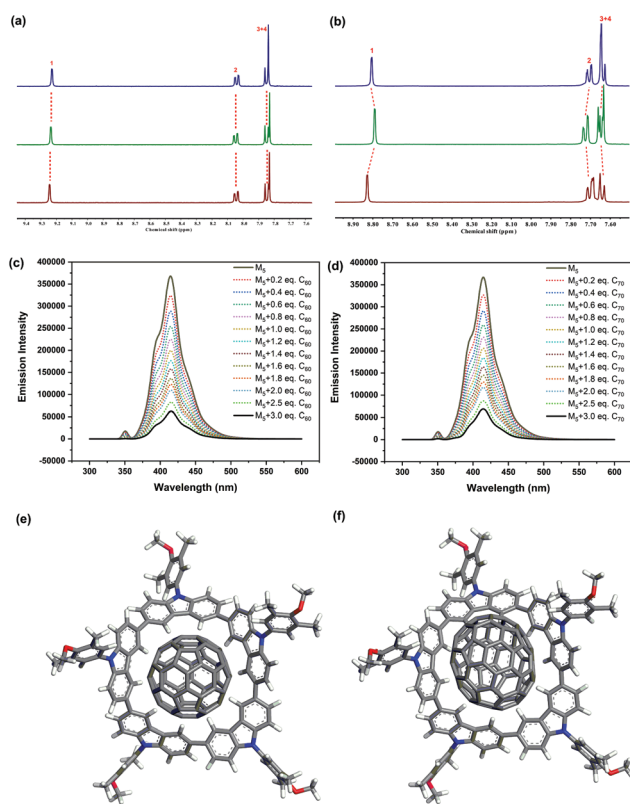 (a)
3+4
1
2
9.4 9.3 9.2 9.1 9.0 8.9 8.8 8.7 8.6 8.5 8.4 8.3 8.2 8.1 8.0 7.9 7.8 7.7 7.6
Chemical shift (ppm)
(b)
3+4
1
2
8.90 8.80 8.70 8.60 8.50 8.40 8.30 8.20 8.10 8.00 7.90 7.80 7.70 7.60 7.50
Chemical shift (ppm)
(c)
Emission Intensity
400000
350000
300000
250000
200000
150000
100000
50000
0
-50000
M5
M5+0.2 eq. C60
M5+0.4 eq. C60
M5+0.6 eq. C60
M5+0.8 eq. C60
M5+1.0 eq. C60
M5+1.2 eq. C60
M5+1.4 eq. C60
M5+1.6 eq. C60
M5+1.8 eq. C60
M5+2.0 eq. C60
M5+2.5 eq. C60
M5+3.0 eq. C60
300 350 400 450 500 550 600
Wavelength (nm)
(d)
Emission Intensity
400000
350000
300000
250000
200000
150000
100000
50000
0
-50000
M5
M5+0.2 eq. C70
M5+0.4 eq. C70
M5+0.6 eq. C70
M5+0.8 eq. C70
M5+1.0 eq. C70
M5+1.2 eq. C70
M5+1.4 eq. C70
M5+1.6 eq. C70
M5+1.8 eq. C70
M5+2.0 eq. C70
M5+2.5 eq. C70
M5+3.0 eq. C70
300 350 400 450 500 550 600
Wavelength (nm)
(e)
(f)